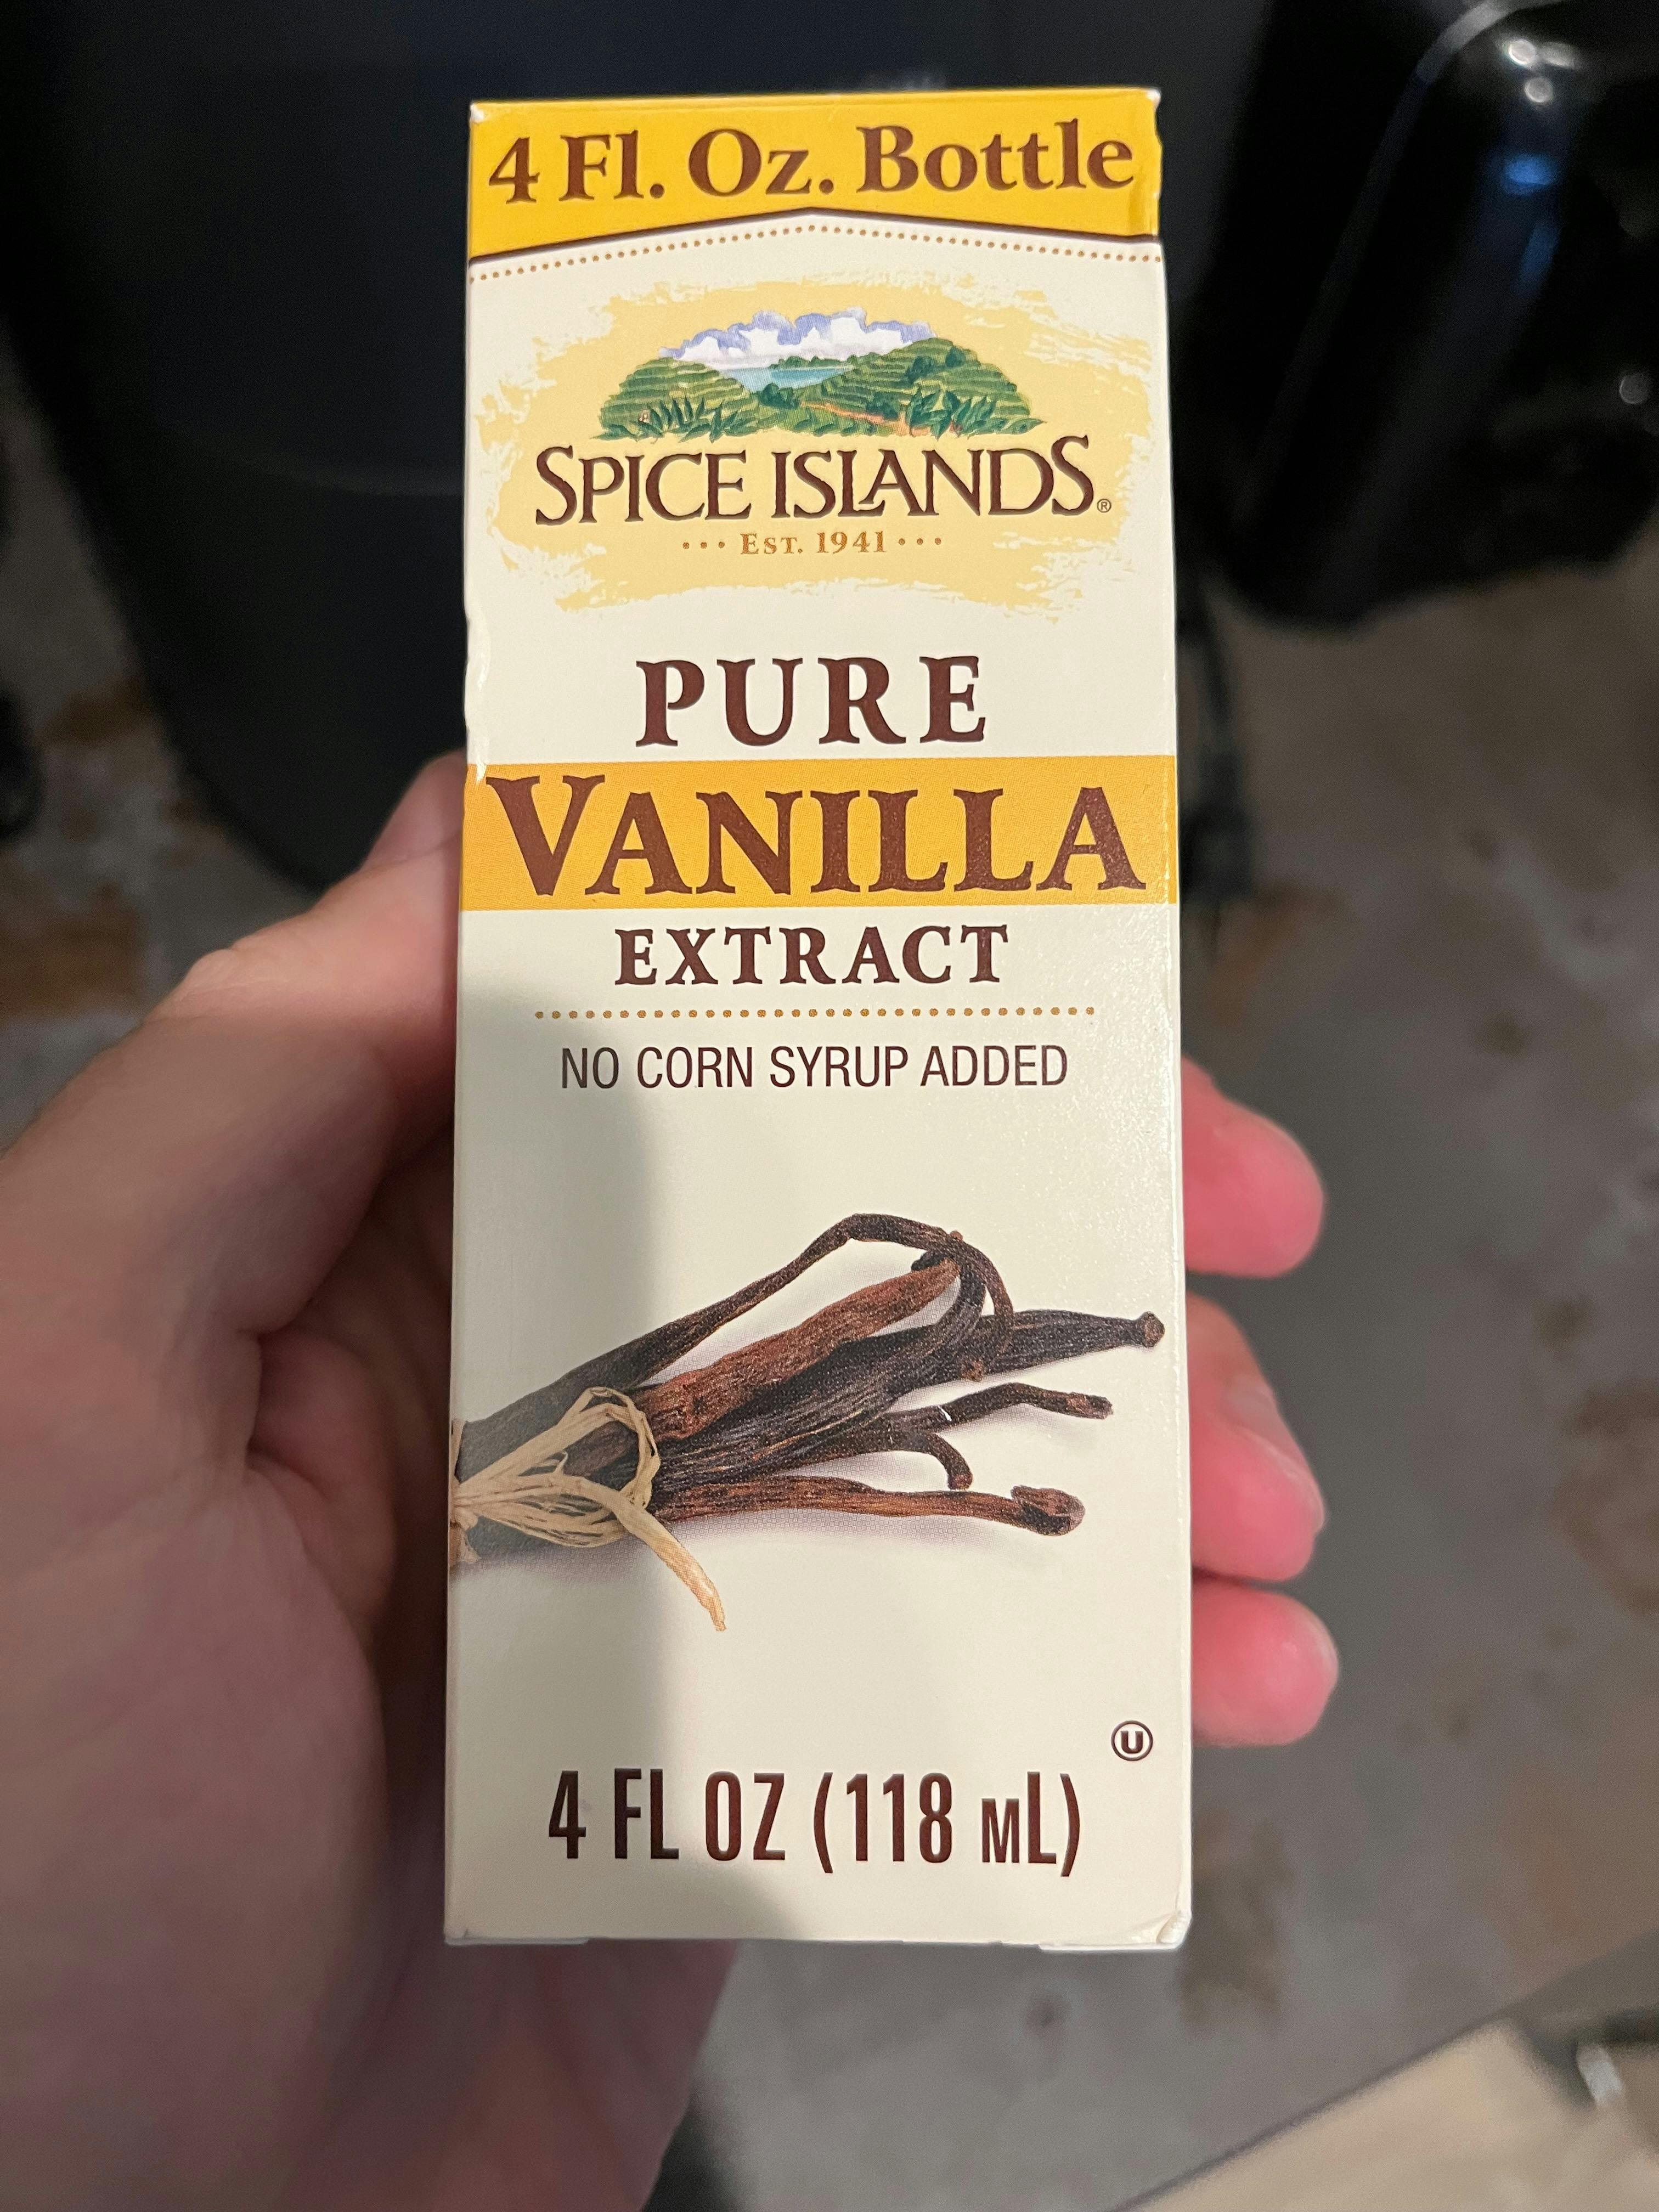 4 Fl. Oz. Bottle
SPICE ISLANDS®
··· EST. 1941 ···
PURE
VANILLA
EXTRACT
NO CORN SYRUP ADDED
U
4 FL OZ (118 mL)